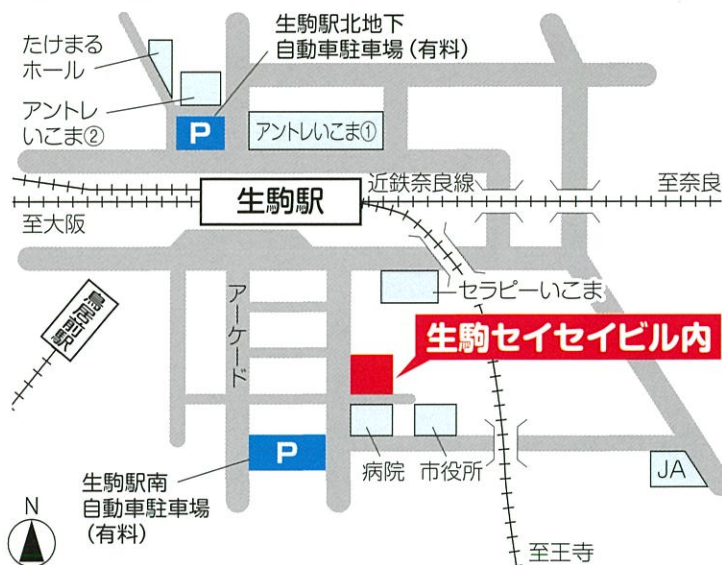 たけまる
ホール
生駒駅北地下
自動車駐車場(有料)
アントレ
いこま②
P
アントレいこま①
生駒駅
近鉄奈良線
至奈良
至大阪
鳥居前駅
アーケード
セラピーいこま
生駒セイセイビル内
P
病院
市役所
JA
生駒駅南
自動車駐車場
(有料)
N
至王寺